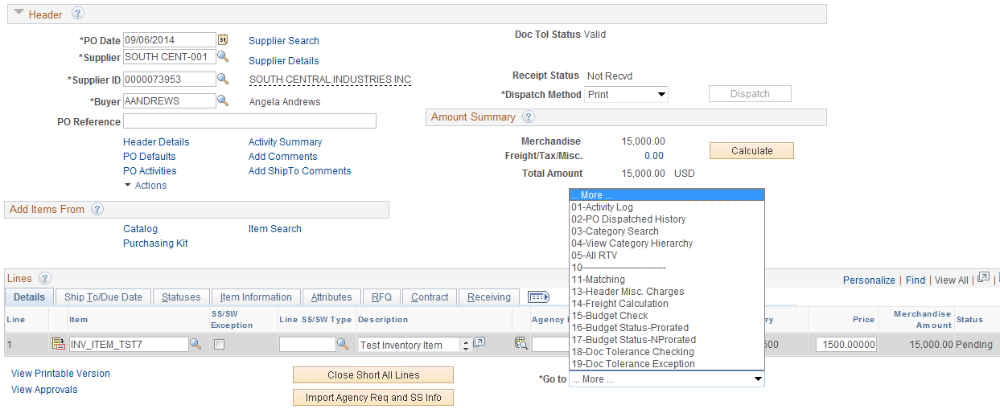 Header ?
*PO Date 09/06/2014 31 Supplier Search Doc Tol Status Valid
*Supplier SOUTH CENT-001 Supplier Details
*Supplier ID 0000073953 SOUTH CENTRAL INDUSTRIES INC Receipt Status Not Recvd
*Buyer AANDREWS Angela Andrews *Dispatch Method Print Dispatch
PO Reference
Amount Summary ?
Header Details Activity Summary Merchandise 15,000.00
PO Defaults Add Comments Freight/Tax/Misc. 0.00 Calculate
PO Activities Add ShipTo Comments Total Amount 15,000.00 USD
Actions
Add Items From ?
Catalog Item Search
Purchasing Kit
... More ...
01-Activity Log
02-PO Dispatched History
03-Category Search
04-View Category Hierarchy
05-All RTV
10--------------------------
11-Matching
13-Header Misc. Charges
14-Freight Calculation
15-Budget Check
16-Budget Status-Prorated
17-Budget Status-NProrated
18-Doc Tolerance Checking
19-Doc Tolerance Exception
Lines ? Personalize | Find | View All | |
Details Ship To/Due Date Statuses Item Information Attributes RFQ Contract Receiving
Line Item SS/SW Exception Line SS/SW Type Description Agency Price Merchandise Amount Status
1 INV_ITEM_TST7 Test Inventory Item 1500.00000 15,000.00 Pending
View Printable Version Close Short All Lines *Go to ... More ...
View Approvals Import Agency Req and SS Info